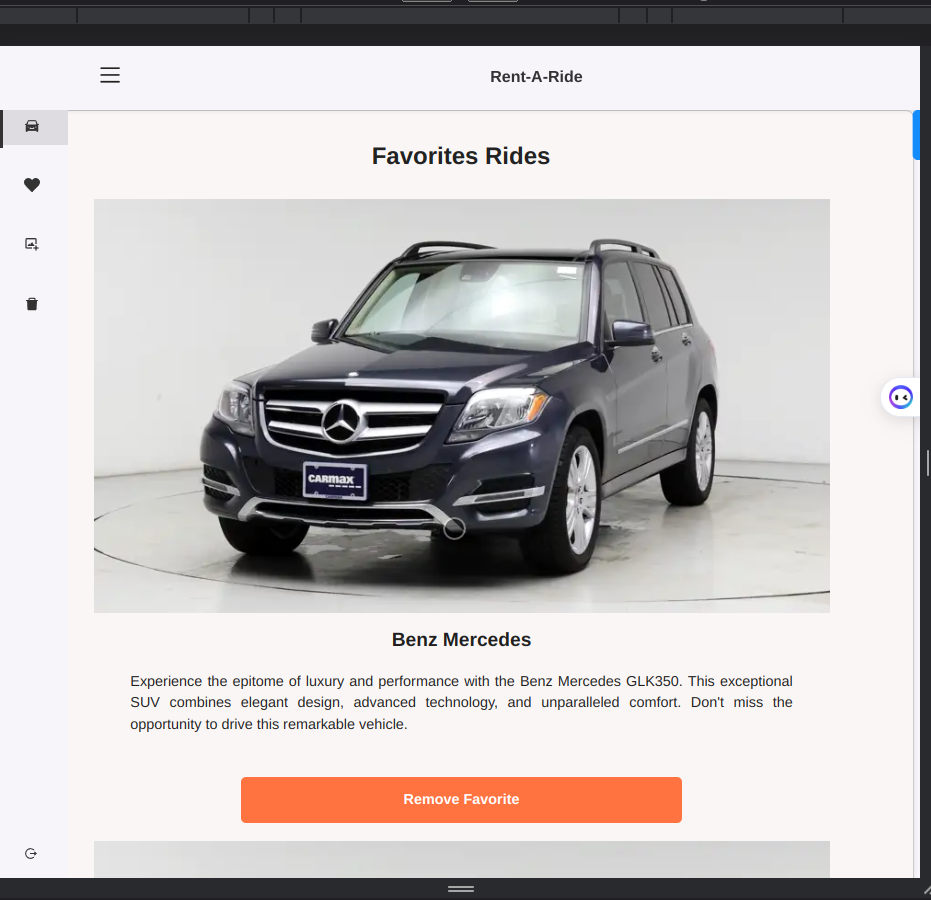 Rent-A-Ride
Favorites Rides
CARMAX
Benz Mercedes
Experience the epitome of luxury and performance with the Benz Mercedes GLK350. This exceptional
SUV combines elegant design, advanced technology, and unparalleled comfort. Don't miss the
opportunity to drive this remarkable vehicle.
Remove Favorite